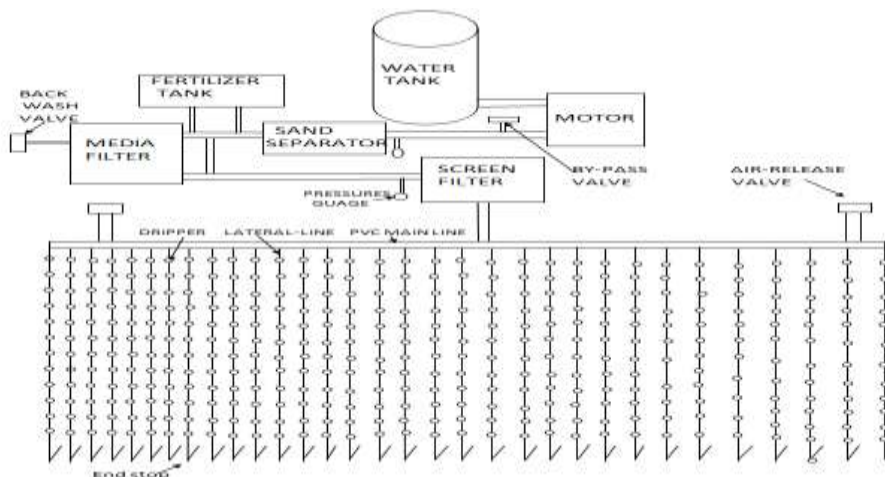 WATER
TANK
FERTILIZER
TANK
BACK
WASH
VALVE
MOTOR
SAND
SEPARATOR
MEDIA
FILTER
SCREEN
FILTER
BY-PASS
VALVE
AIR-RELEASE
VALVE
PRESSURES
GUAGE
DRIPPER
LATERAL-LINE
PVC MAIN LINE
End stop